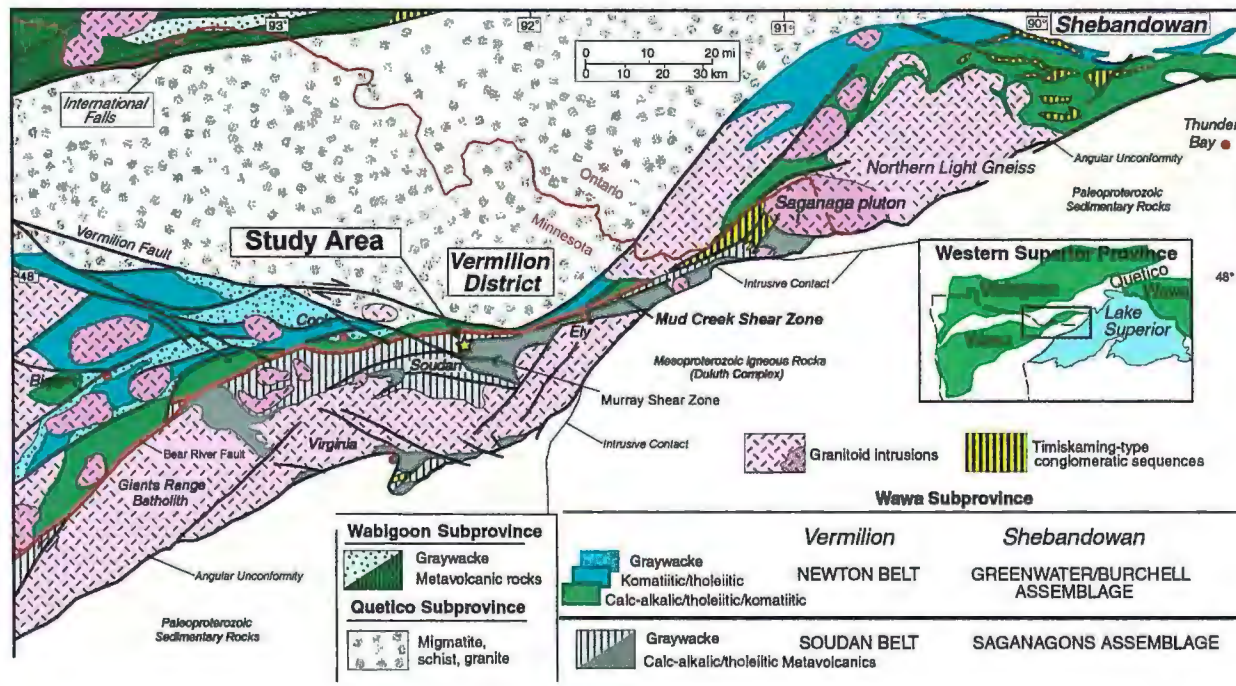 93°
92°
91°
90°
Shebandowan
0 10 20 mi
0 10 20 30 km
International
Falls
Thunder
Bay
Angular Unconformity
Northern Light Gneiss
Ontario
Minnesota
Saganaga pluton
Paleoproterozoic
Sedimentary Rocks
Vermilion Fault
Study Area
Vermilion
District
48°
Western Superior Province
Quetico
Wawa
Lake
Superior
48°
Intrusive Contact
Cook
Ely
Mud Creek Shear Zone
Soudan
Mesoproterozoic Igneous Rocks
(Duluth Complex)
Murray Shear Zone
Virginia
Intrusive Contact
Bear River Fault
Giants Range
Batholith
Granitoid intrusions
Timiskaming-type
conglomeratic sequences
Angular Unconformity
Paleoproterozoic
Sedimentary Rocks
Wabigoon Subprovince
Graywacke
Metavolcanic rocks
Quetico Subprovince
Migmatite,
schist, granite
Wawa Subprovince
Vermilion Shebandowan
Graywacke
Komatiitic/tholeiitic
Calc-alkalic/tholeiitic/komatiitic
NEWTON BELT
GREENWATER/BURCHELL
ASSEMBLAGE
Graywacke
Calc-alkalic/tholeiitic Metavolcanics
SOUDAN BELT
SAGANAGONS ASSEMBLAGE